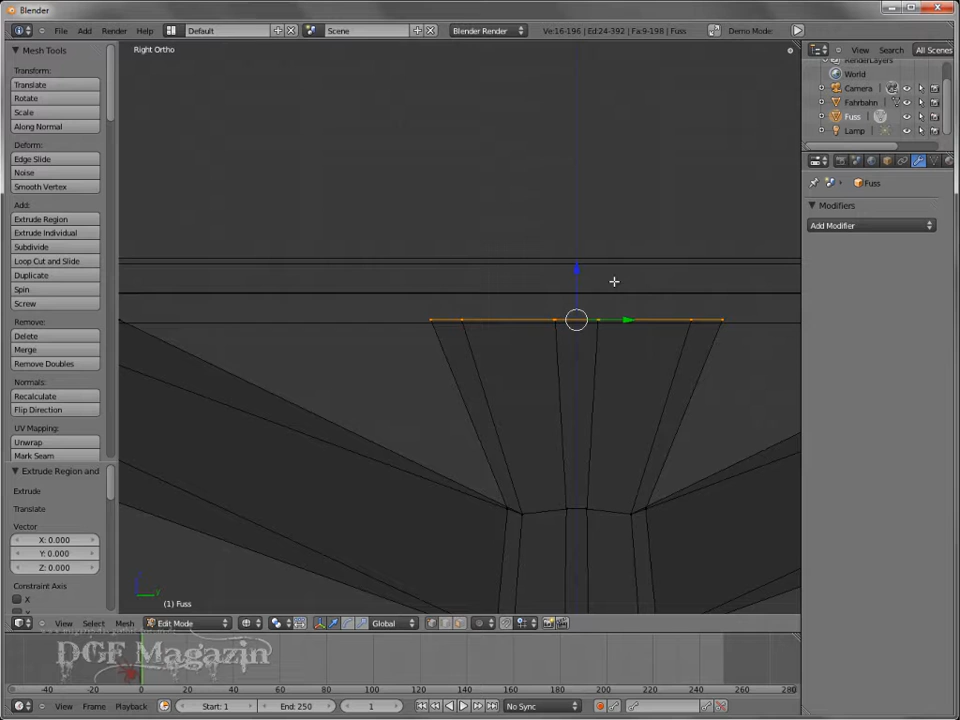 Blender
File Add Render Help Default Scene Blender Render Ve:16-196 | Ed:24-392 | Fa:9-198 | Fuss Demo Mode
Mesh Tools
Right Ortho
View Search All Scenes
RenderLayers
World
Camera
Fahrbahn
Fuss
Lamp
Fuss
Modifiers
Add Modifier
Transform:
Translate
Rotate
Scale
Along Normal
Deform:
Edge Slide
Noise
Smooth Vertex
Add:
Extrude Region
Extrude Individual
Subdivide
Loop Cut and Slide
Duplicate
Spin
Screw
Remove:
Delete
Merge
Remove Doubles
Normals:
Recalculate
Flip Direction
UV Mapping:
Unwrap
Mark Seam
Extrude Region and
Extrude
Translate
Vector
X: 0.000
Y: 0.000
Z: 0.000
Constraint Axis
X
(1) Fuss
View Select Mesh Edit Mode Global
DGF Magazin
-40 -20 0 20 40 60 80 100 120 140 160 180 200 220 240 260 280
View Frame Playback Start: 1 End: 250 1 No Sync